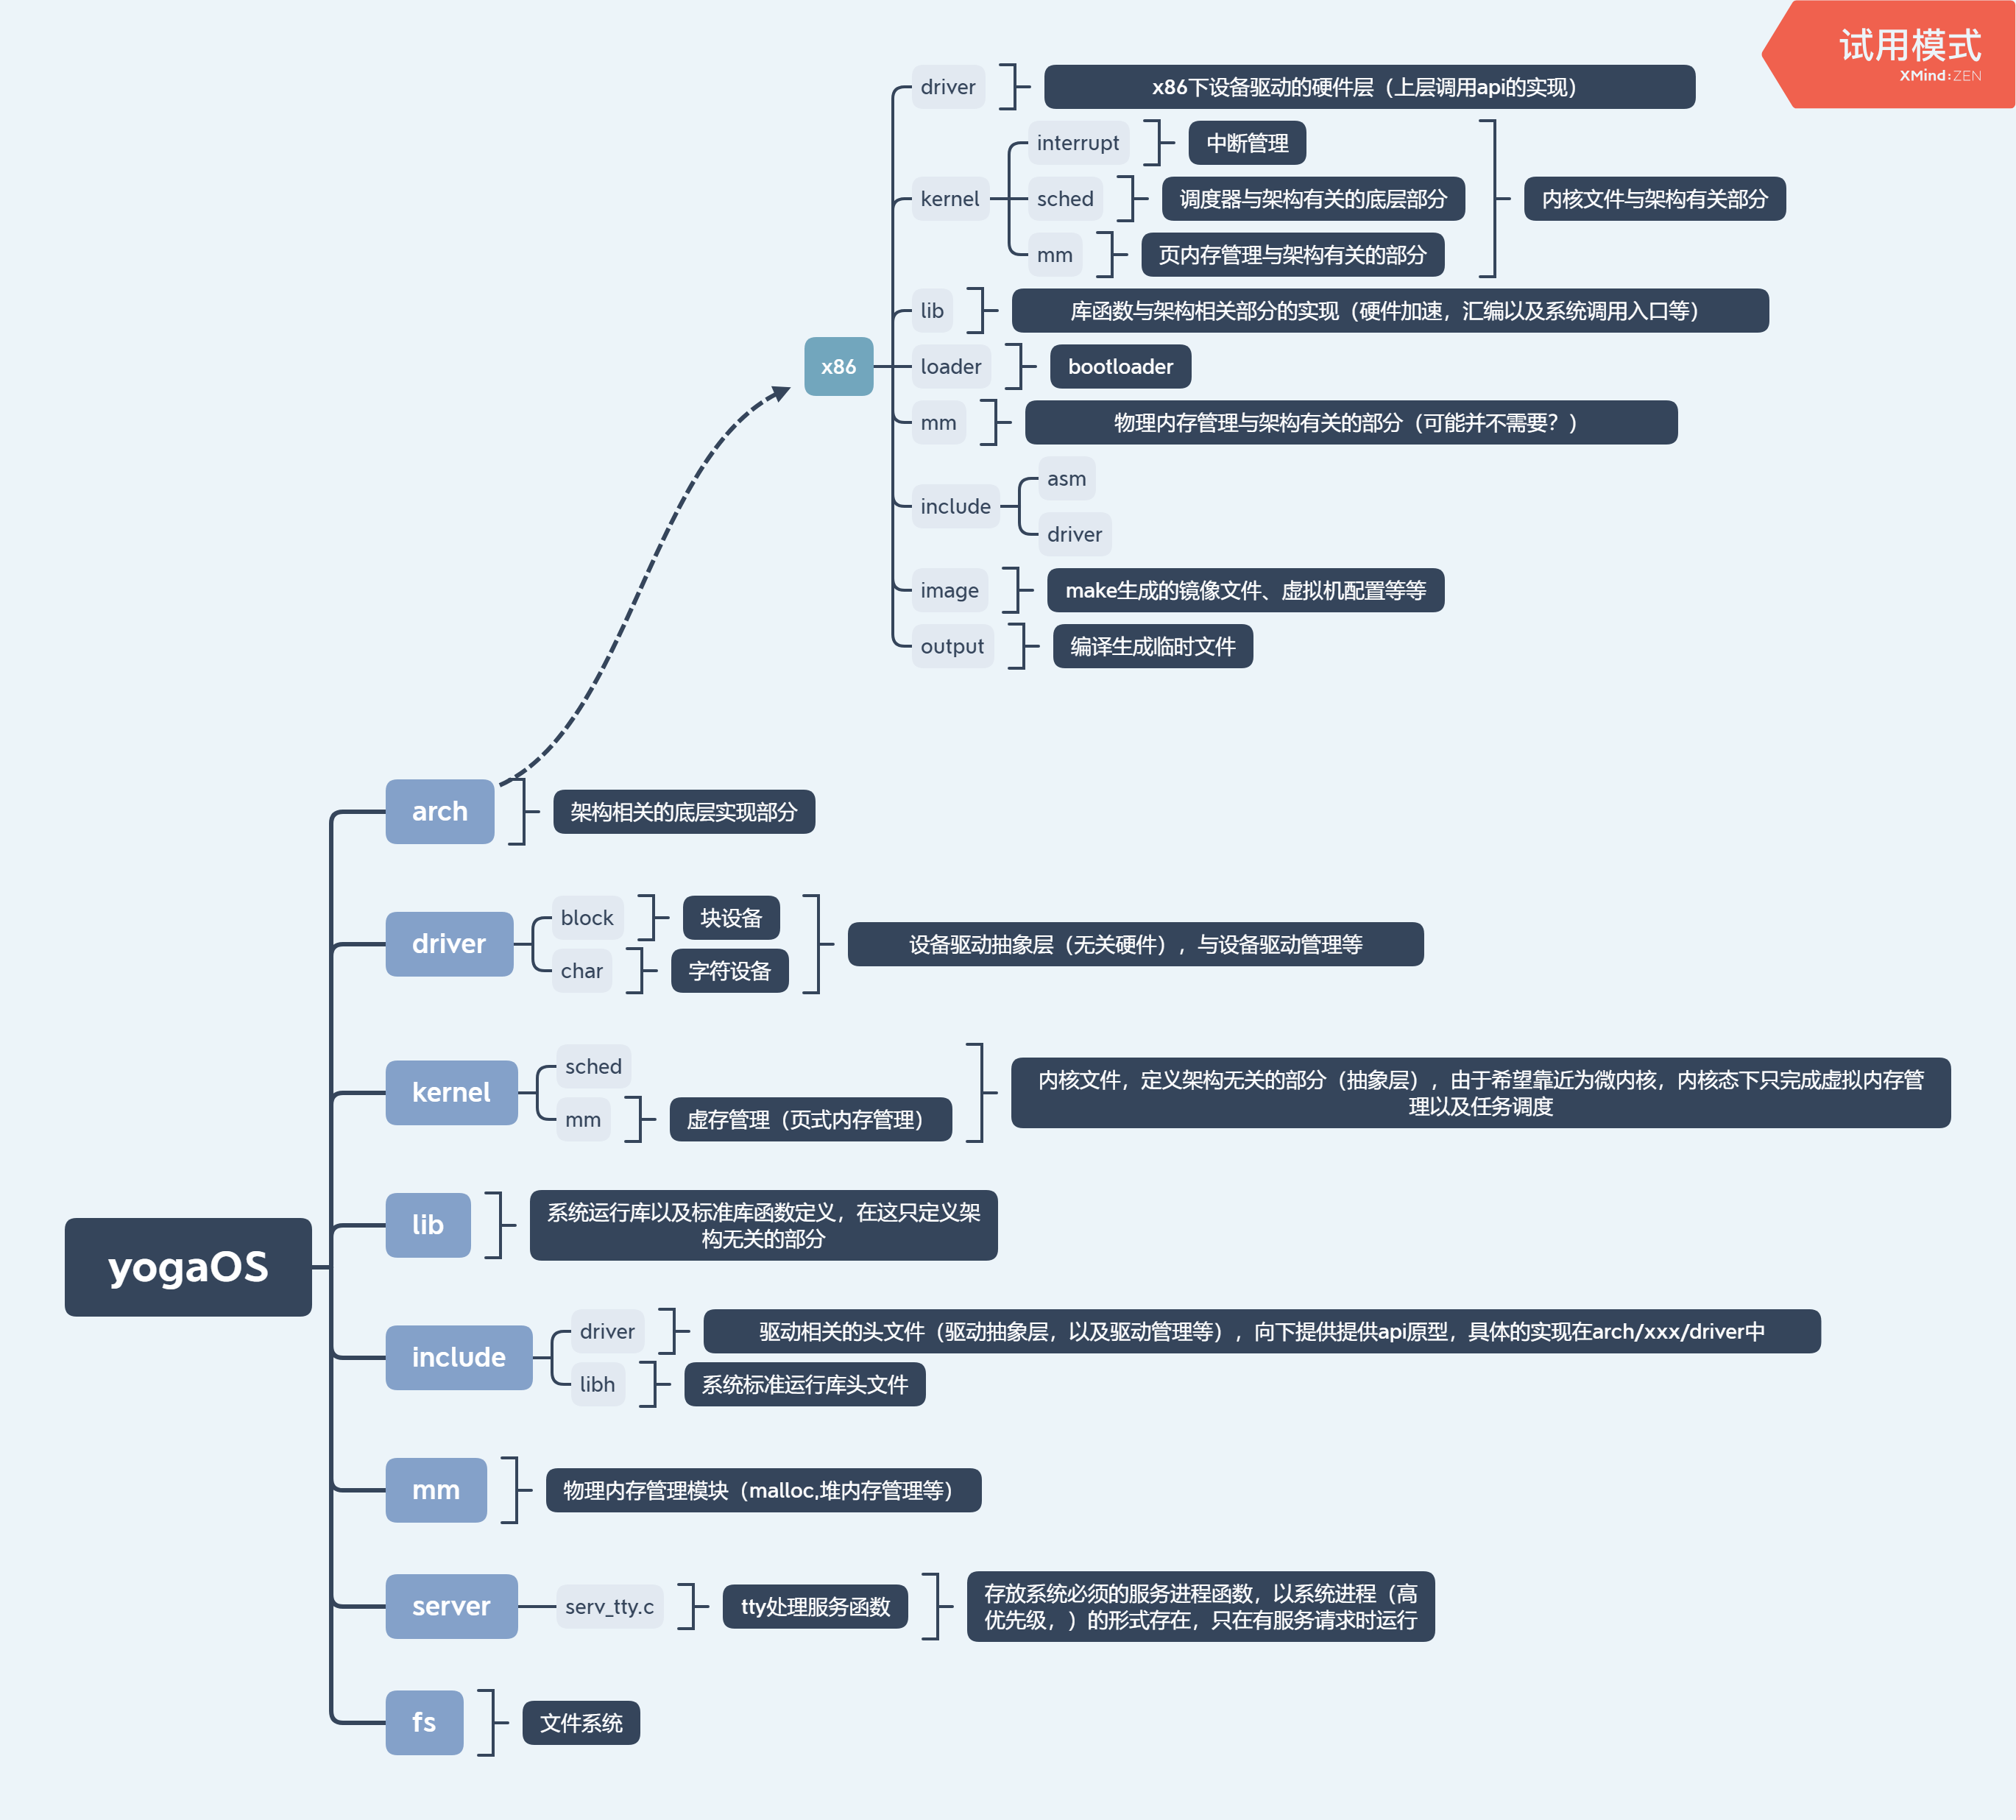 试用模式
XMind:ZEN
driver
x86下设备驱动的硬件层（上层调用api的实现）
kernel
interrupt
中断管理
sched
调度器与架构有关的底层部分
mm
页内存管理与架构有关的部分
内核文件与架构有关部分
lib
库函数与架构相关部分的实现（硬件加速，汇编以及系统调用入口等）
x86
loader
bootloader
mm
物理内存管理与架构有关的部分（可能并不需要？）
include
asm
driver
image
make生成的镜像文件、虚拟机配置等等
output
编译生成临时文件
arch
架构相关的底层实现部分
driver
block
块设备
char
字符设备
设备驱动抽象层（无关硬件），与设备驱动管理等
kernel
sched
mm
虚存管理（页式内存管理）
内核文件，定义架构无关的部分（抽象层），由于希望靠近为微内核，内核态下只完成虚拟内存管
理以及任务调度
lib
系统运行库以及标准库函数定义，在这只定义架
构无关的部分
yogaOS
include
driver
驱动相关的头文件（驱动抽象层，以及驱动管理等），向下提供提供api原型，具体的实现在arch/xxx/driver中
libh
系统标准运行库头文件
mm
物理内存管理模块（malloc,堆内存管理等）
server
serv_tty.c
tty处理服务函数
存放系统必须的服务进程函数，以系统进程（高
优先级，）的形式存在，只在有服务请求时运行
fs
文件系统